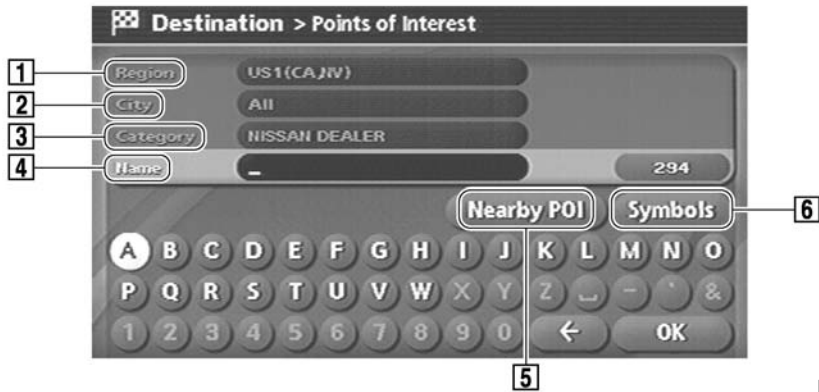 Destination > Points of Interest
1 Region US1(CA,NV)
2 City All
3 Category NISSAN DEALER
4 Name _ 294
Nearby POI Symbols 6
A B C D E F G H I J K L M N O
P Q R S T U V W X Y Z ␣ - ' &
1 2 3 4 5 6 7 8 9 0 ← OK
5